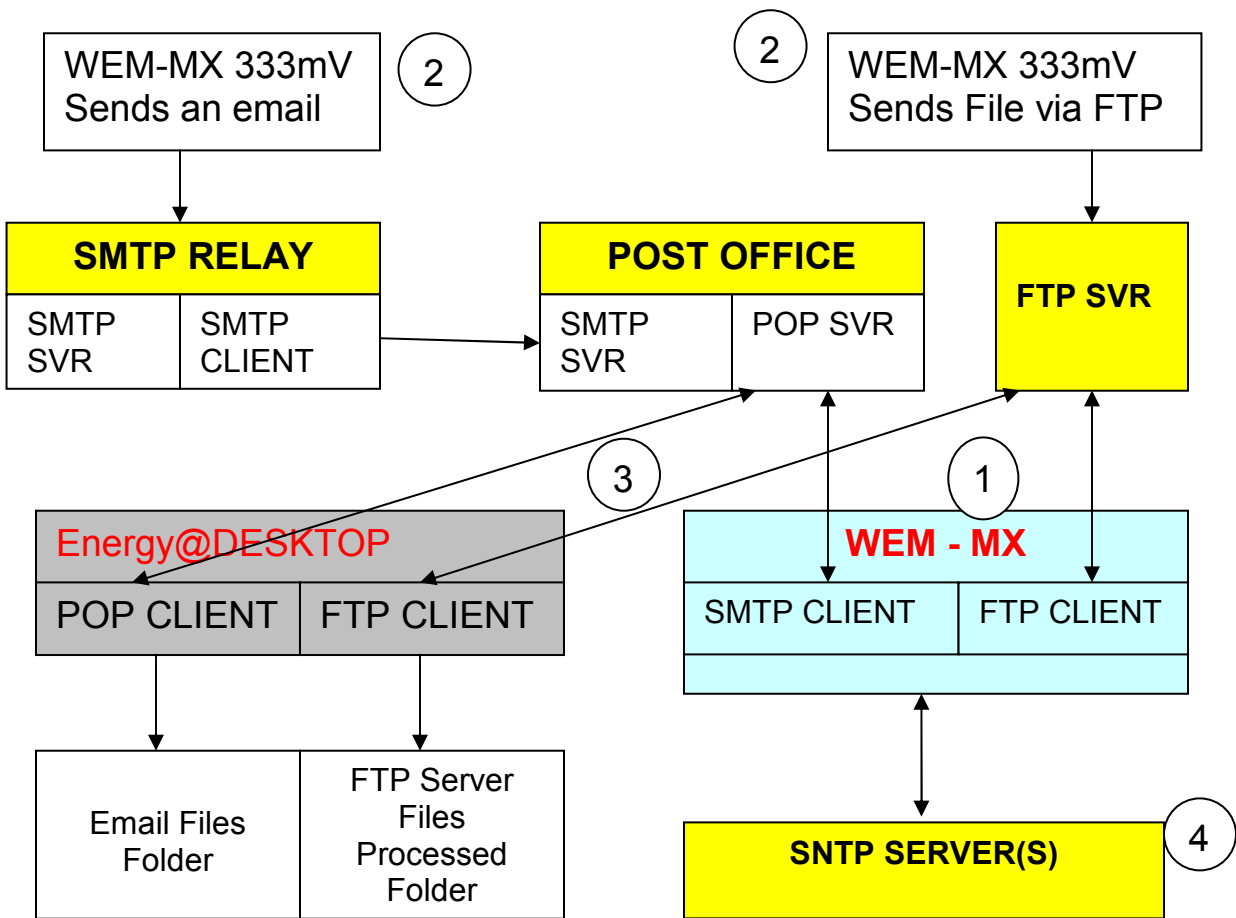 WEM-MX 333mV
Sends an email
2
2
WEM-MX 333mV
Sends File via FTP
SMTP RELAY
SMTP
SVR
SMTP
CLIENT
POST OFFICE
SMTP
SVR
POP SVR
FTP SVR
3
1
Energy@DESKTOP
POP CLIENT
FTP CLIENT
WEM - MX
SMTP CLIENT
FTP CLIENT
Email Files
Folder
FTP Server
Files
Processed
Folder
SNTP SERVER(S)
4